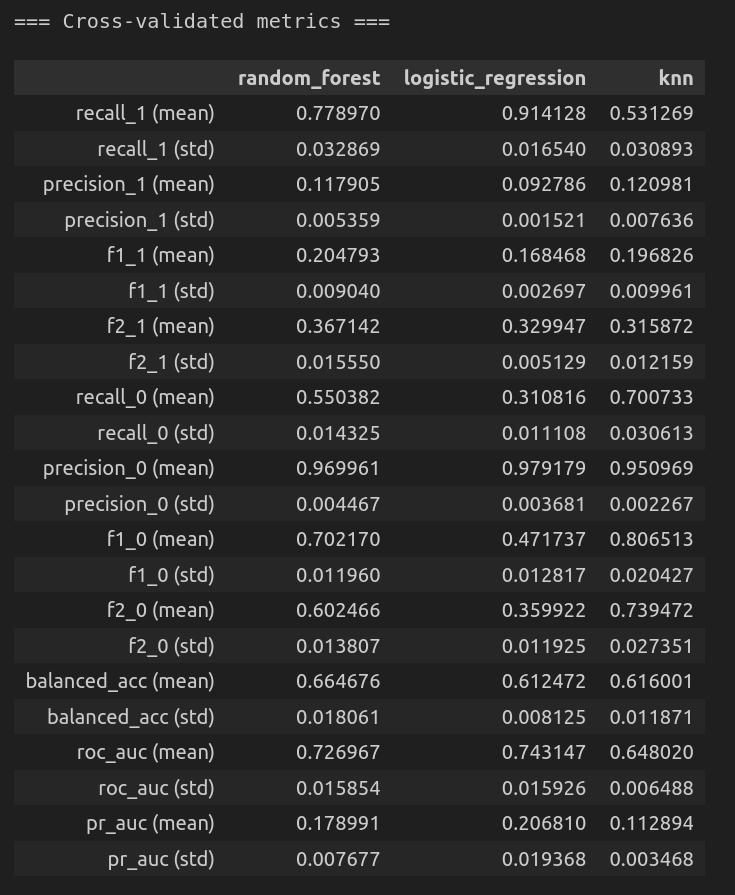 === Cross-validated metrics ===
random_forest logistic_regression knn
recall_1 (mean) 0.778970 0.914128 0.531269
recall_1 (std) 0.032869 0.016540 0.030893
precision_1 (mean) 0.117905 0.092786 0.120981
precision_1 (std) 0.005359 0.001521 0.007636
f1_1 (mean) 0.204793 0.168468 0.196826
f1_1 (std) 0.009040 0.002697 0.009961
f2_1 (mean) 0.367142 0.329947 0.315872
f2_1 (std) 0.015550 0.005129 0.012159
recall_0 (mean) 0.550382 0.310816 0.700733
recall_0 (std) 0.014325 0.011108 0.030613
precision_0 (mean) 0.969961 0.979179 0.950969
precision_0 (std) 0.004467 0.003681 0.002267
f1_0 (mean) 0.702170 0.471737 0.806513
f1_0 (std) 0.011960 0.012817 0.020427
f2_0 (mean) 0.602466 0.359922 0.739472
f2_0 (std) 0.013807 0.011925 0.027351
balanced_acc (mean) 0.664676 0.612472 0.616001
balanced_acc (std) 0.018061 0.008125 0.011871
roc_auc (mean) 0.726967 0.743147 0.648020
roc_auc (std) 0.015854 0.015926 0.006488
pr_auc (mean) 0.178991 0.206810 0.112894
pr_auc (std) 0.007677 0.019368 0.003468